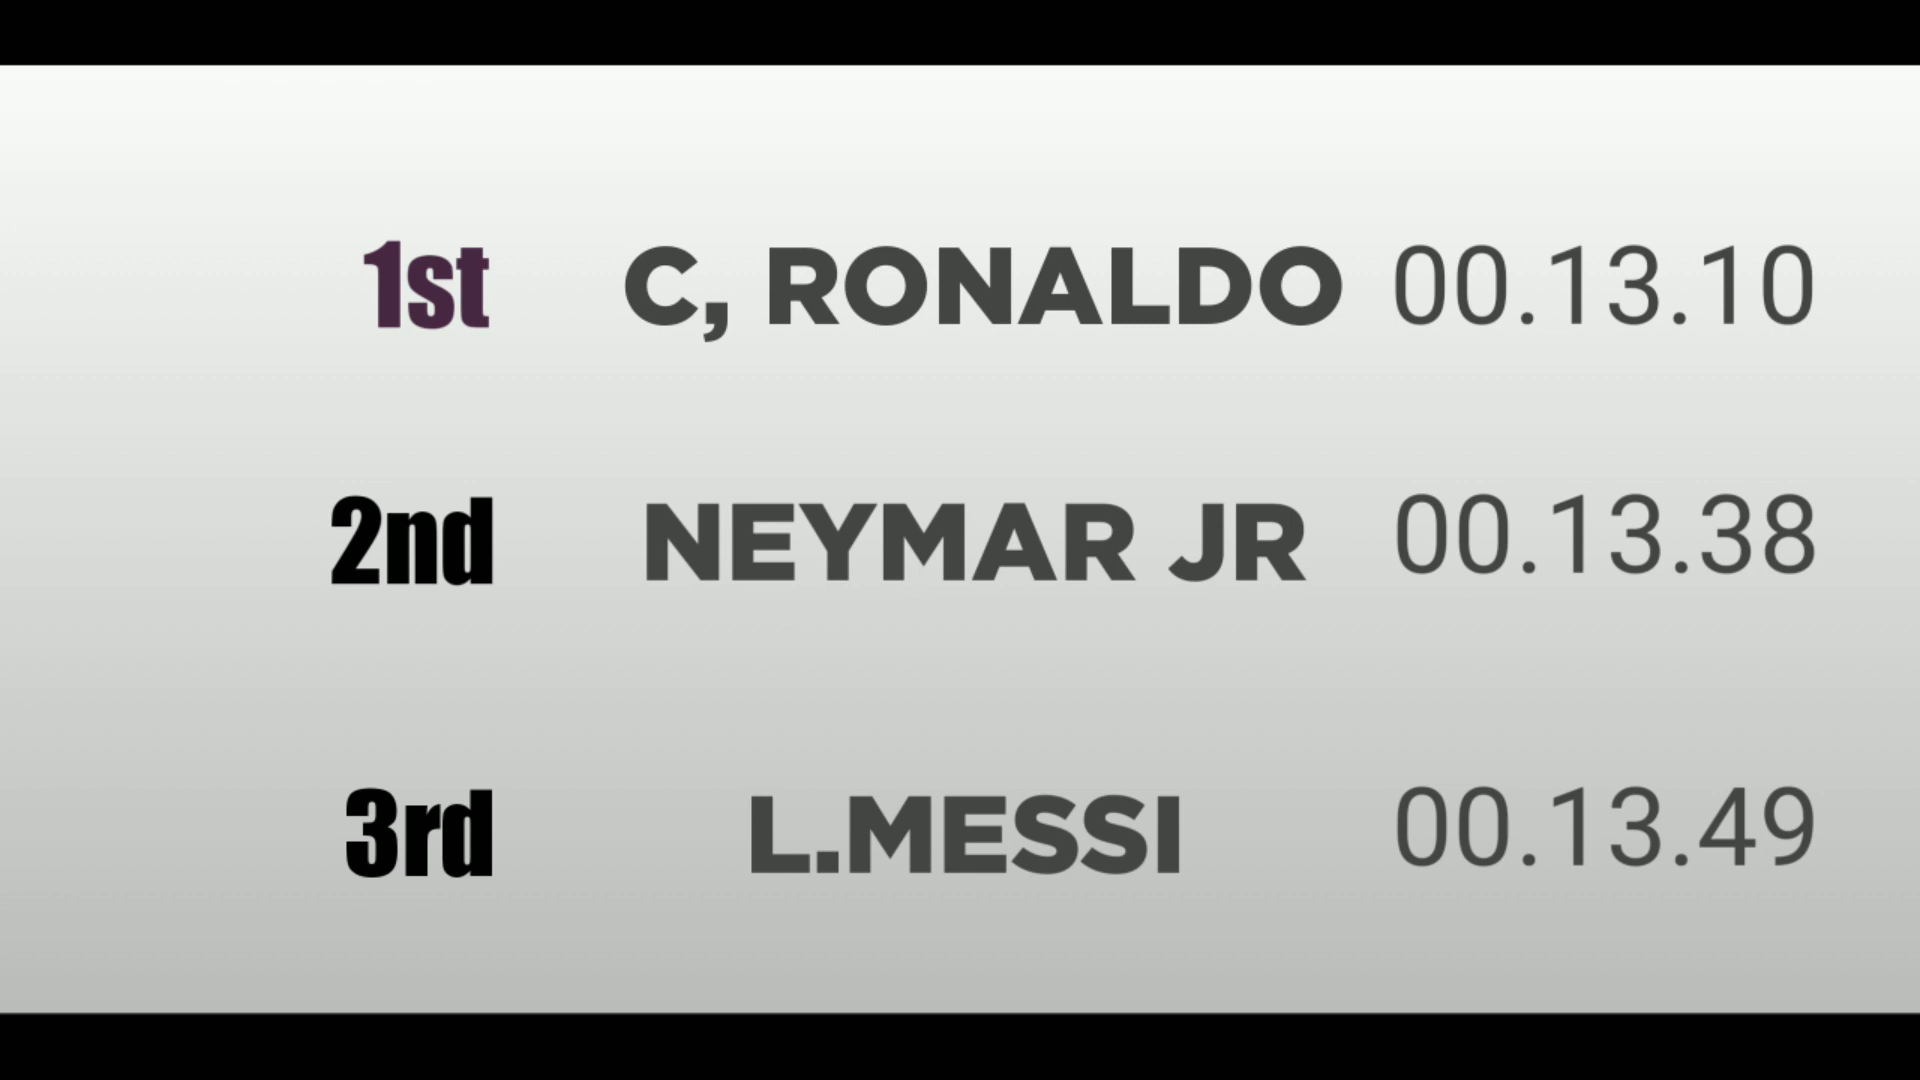 1st C, RONALDO 00.13.10
2nd NEYMAR JR 00.13.38
3rd L.MESSI 00.13.49